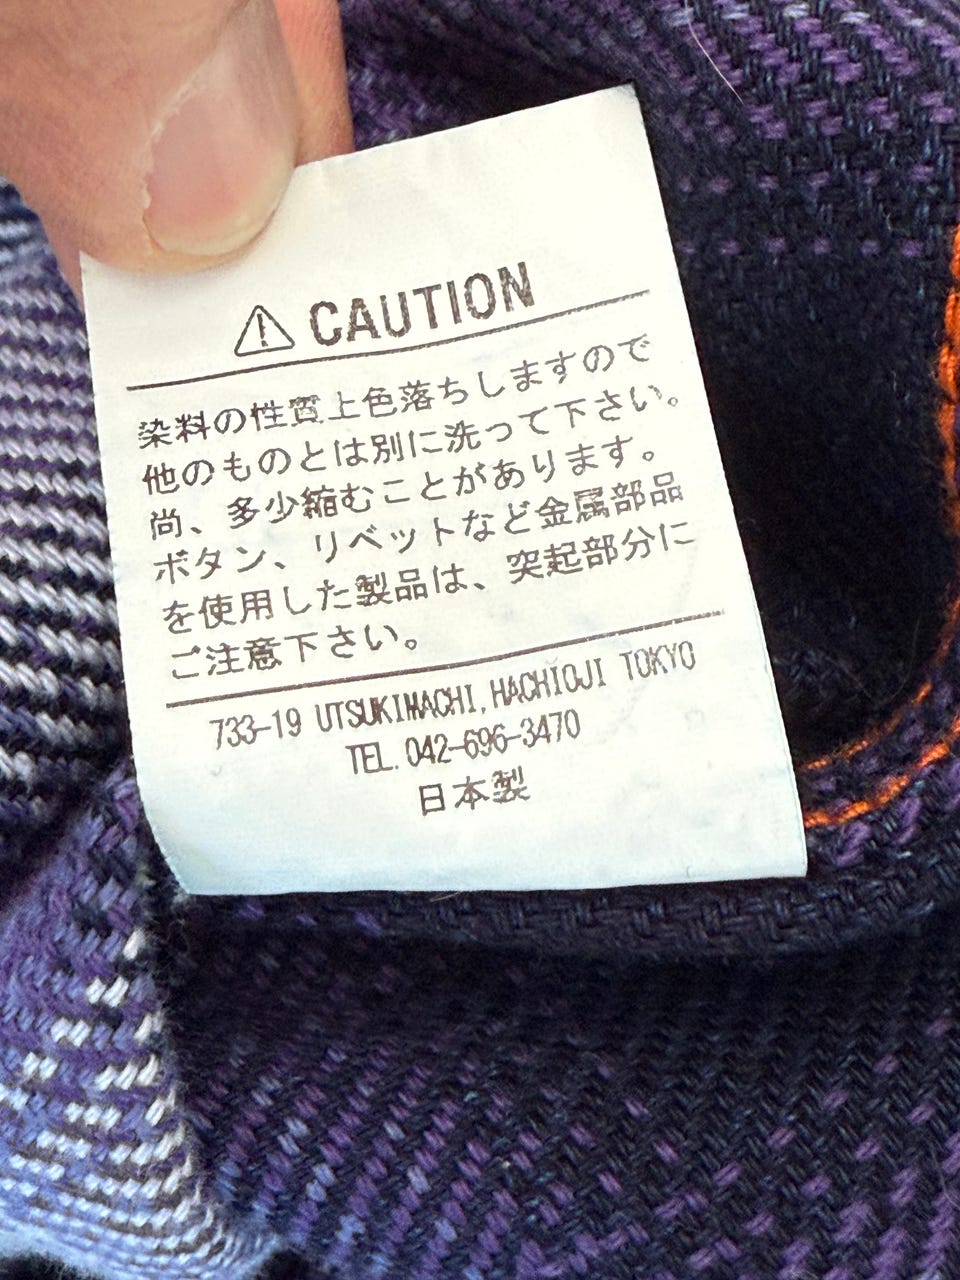 ⚠ CAUTION
染料の性質上色落ちしますので
他のものとは別に洗って下さい。
尚、多少縮むことがあります。
ボタン、リベットなど金属部品
を使用した製品は、突起部分に
ご注意下さい。
733-19 UTSUKIMACHI, HACHIOJI TOKYO
TEL. 042-696-3470
日本製